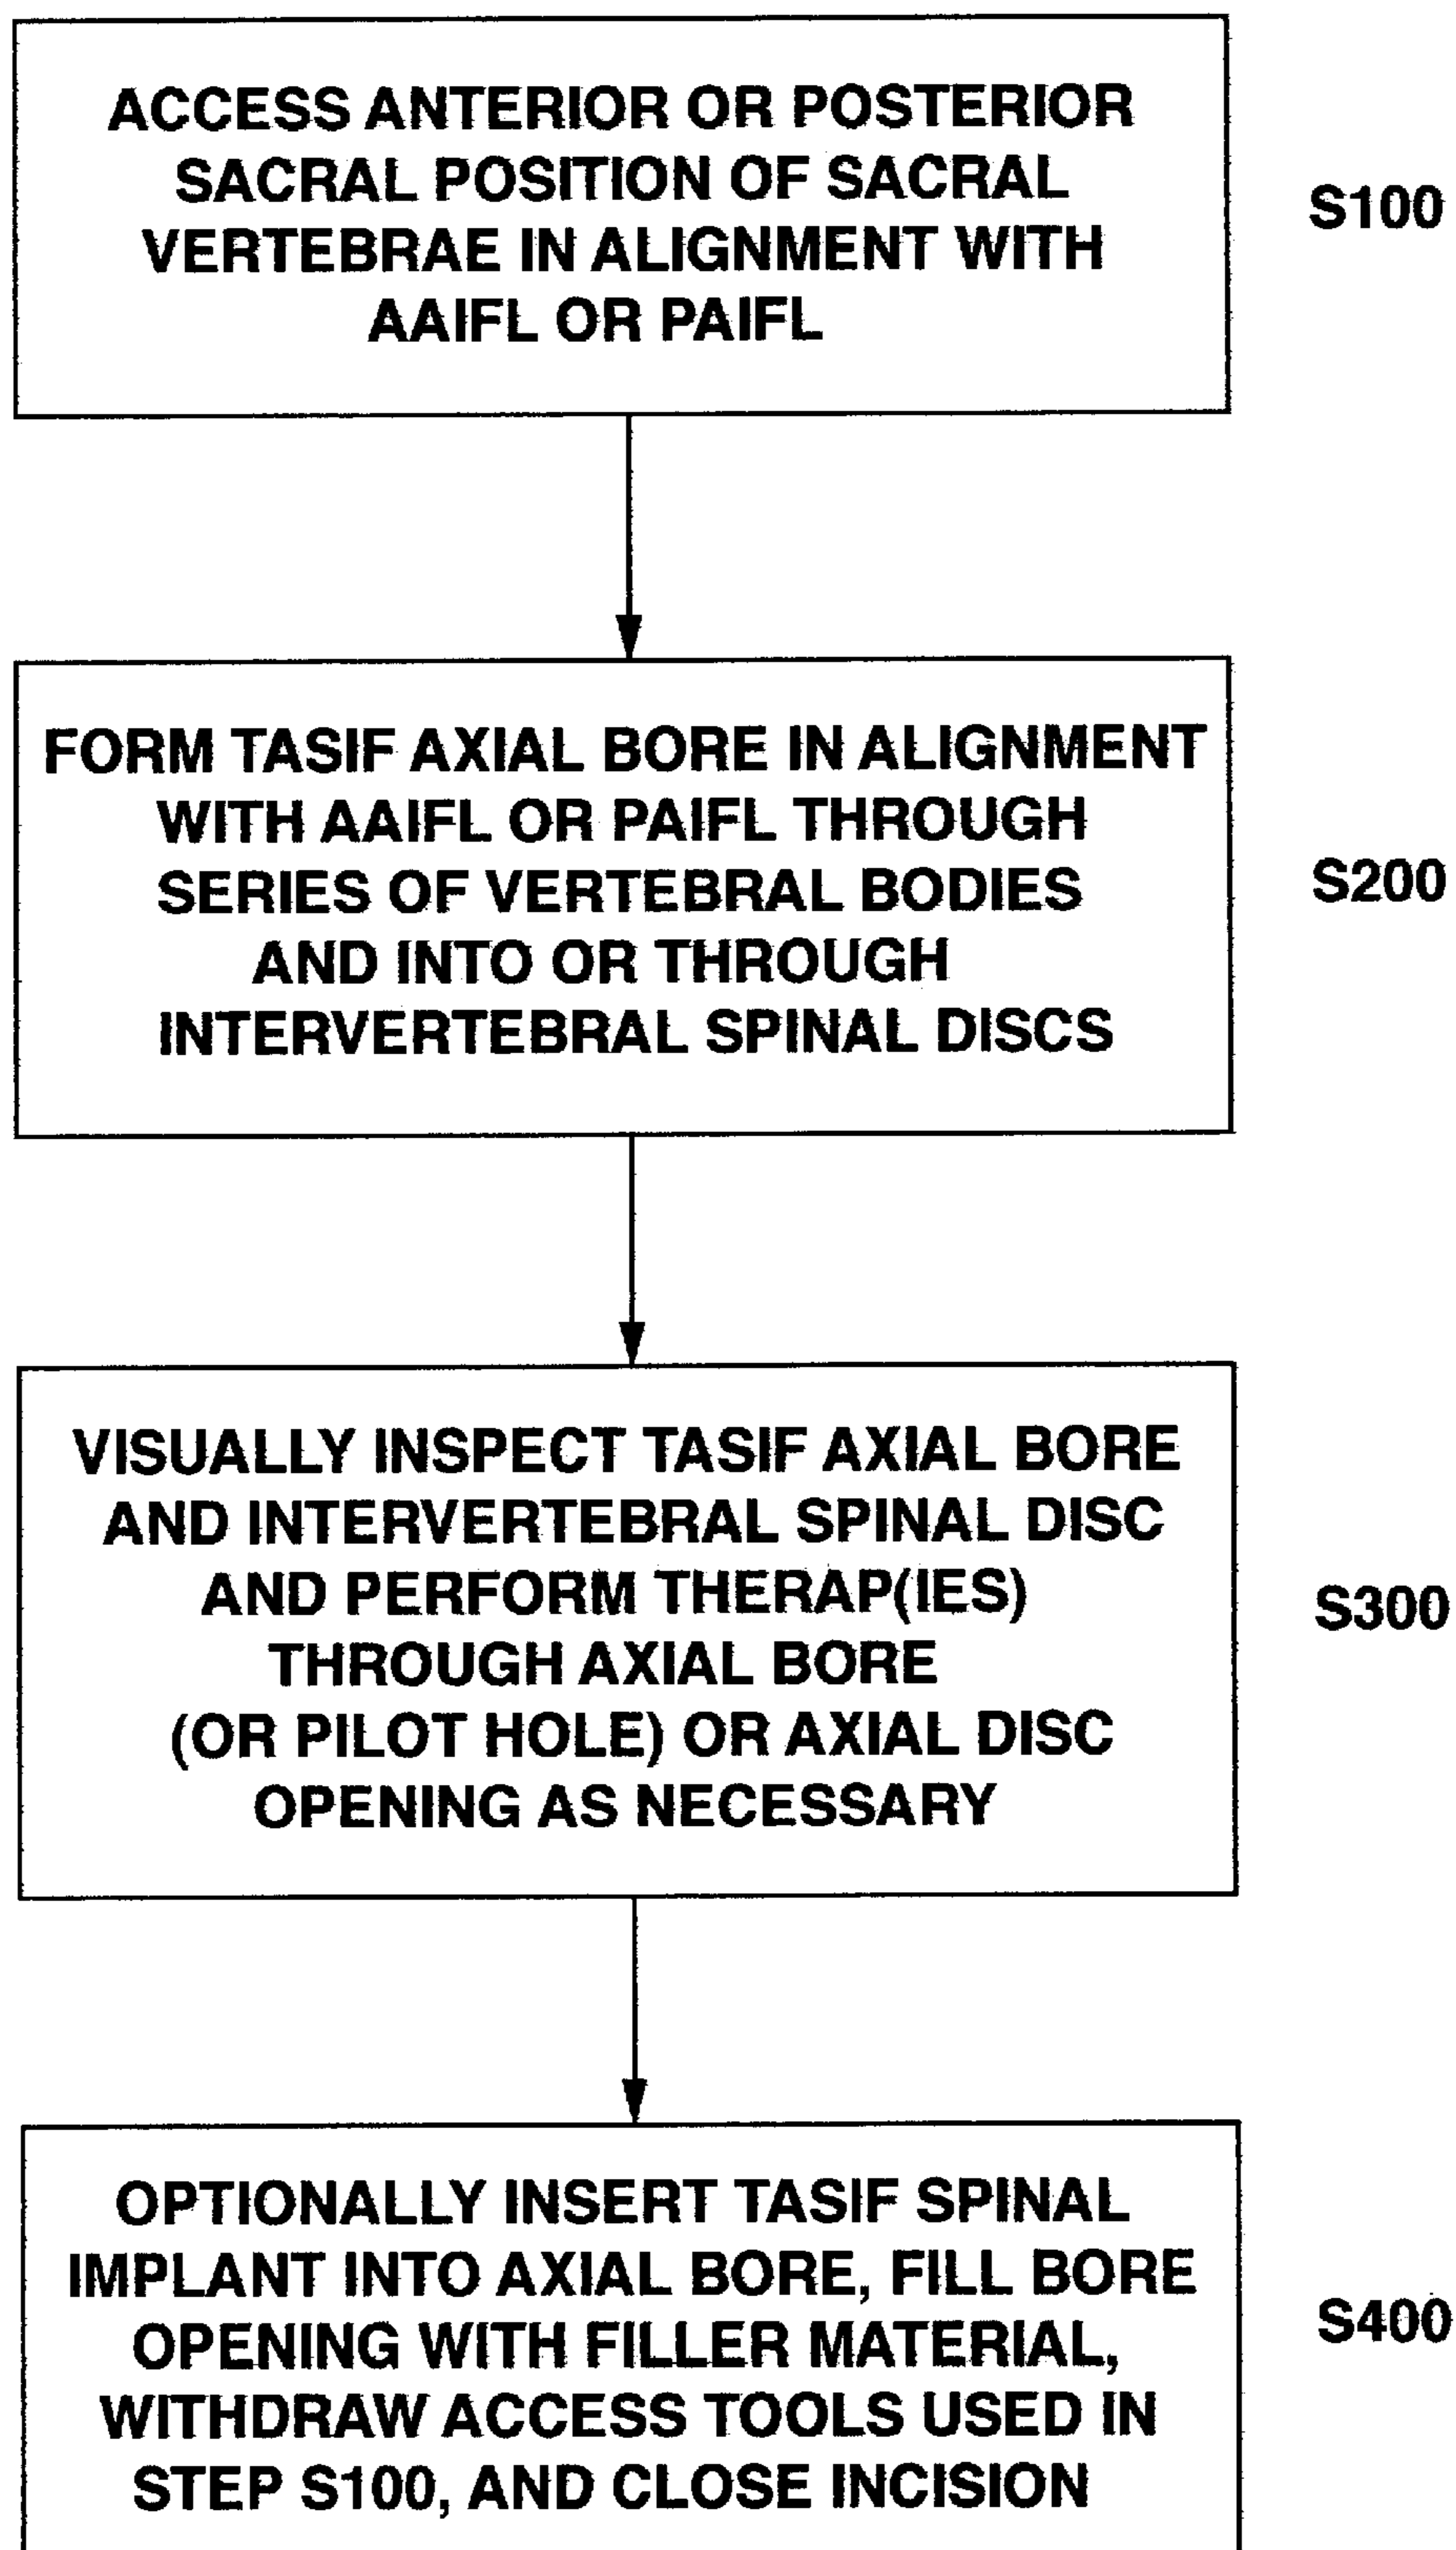 ACCESS ANTERIOR OR POSTERIOR
SACRAL POSITION OF SACRAL
VERTEBRAE IN ALIGNMENT WITH
AAIFL OR PAIFL
S100
FORM TASIF AXIAL BORE IN ALIGNMENT
WITH AAIFL OR PAIFL THROUGH
SERIES OF VERTEBRAL BODIES
AND INTO OR THROUGH
INTERVERTEBRAL SPINAL DISCS
S200
VISUALLY INSPECT TASIF AXIAL BORE
AND INTERVERTEBRAL SPINAL DISC
AND PERFORM THERAP(IES)
THROUGH AXIAL BORE
(OR PILOT HOLE) OR AXIAL DISC
OPENING AS NECESSARY
S300
OPTIONALLY INSERT TASIF SPINAL
IMPLANT INTO AXIAL BORE, FILL BORE
OPENING WITH FILLER MATERIAL,
WITHDRAW ACCESS TOOLS USED IN
STEP S100, AND CLOSE INCISION
S400